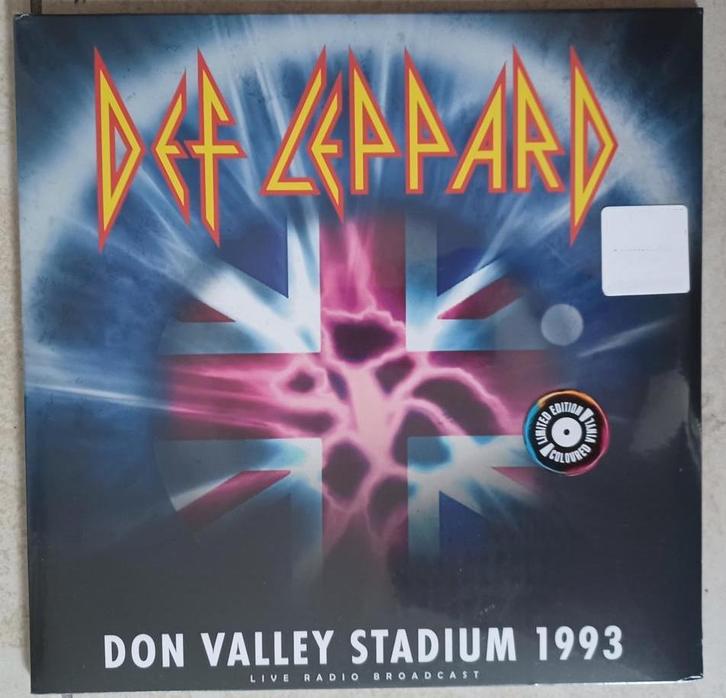 DEF LEPPARD
LIMITED EDITION
COLOURED VINYL
DON VALLEY STADIUM 1993
LIVE RADIO BROADCAST